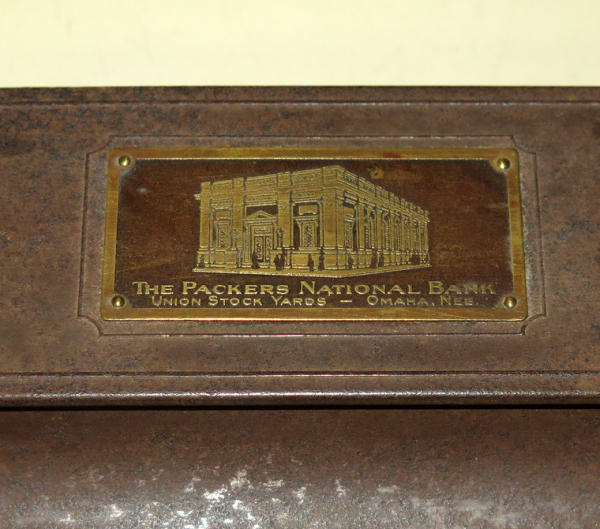 The Packers National Bank
Union Stock Yards – Omaha, Neb.